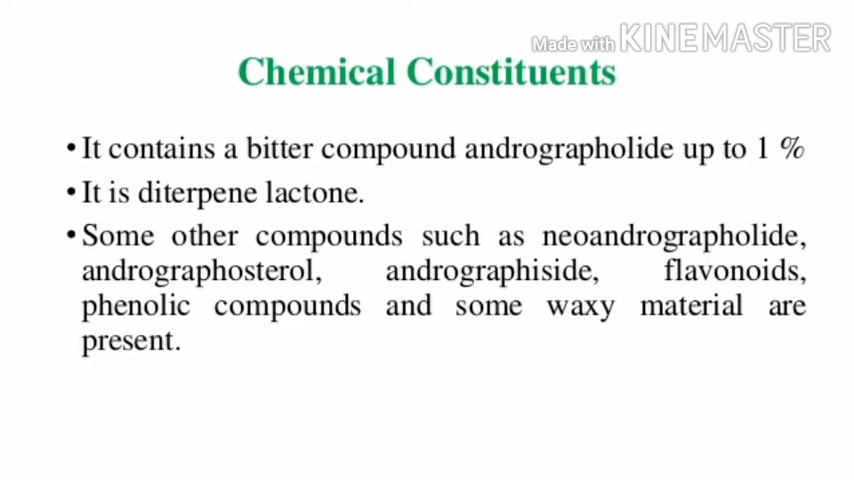 Made with KINEMASTER
Chemical Constituents
• It contains a bitter compound andrographolide up to 1 %
• It is diterpene lactone.
• Some other compounds such as neoandrographolide,
andrographosterol, andrographiside, flavonoids,
phenolic compounds and some waxy material are
present.